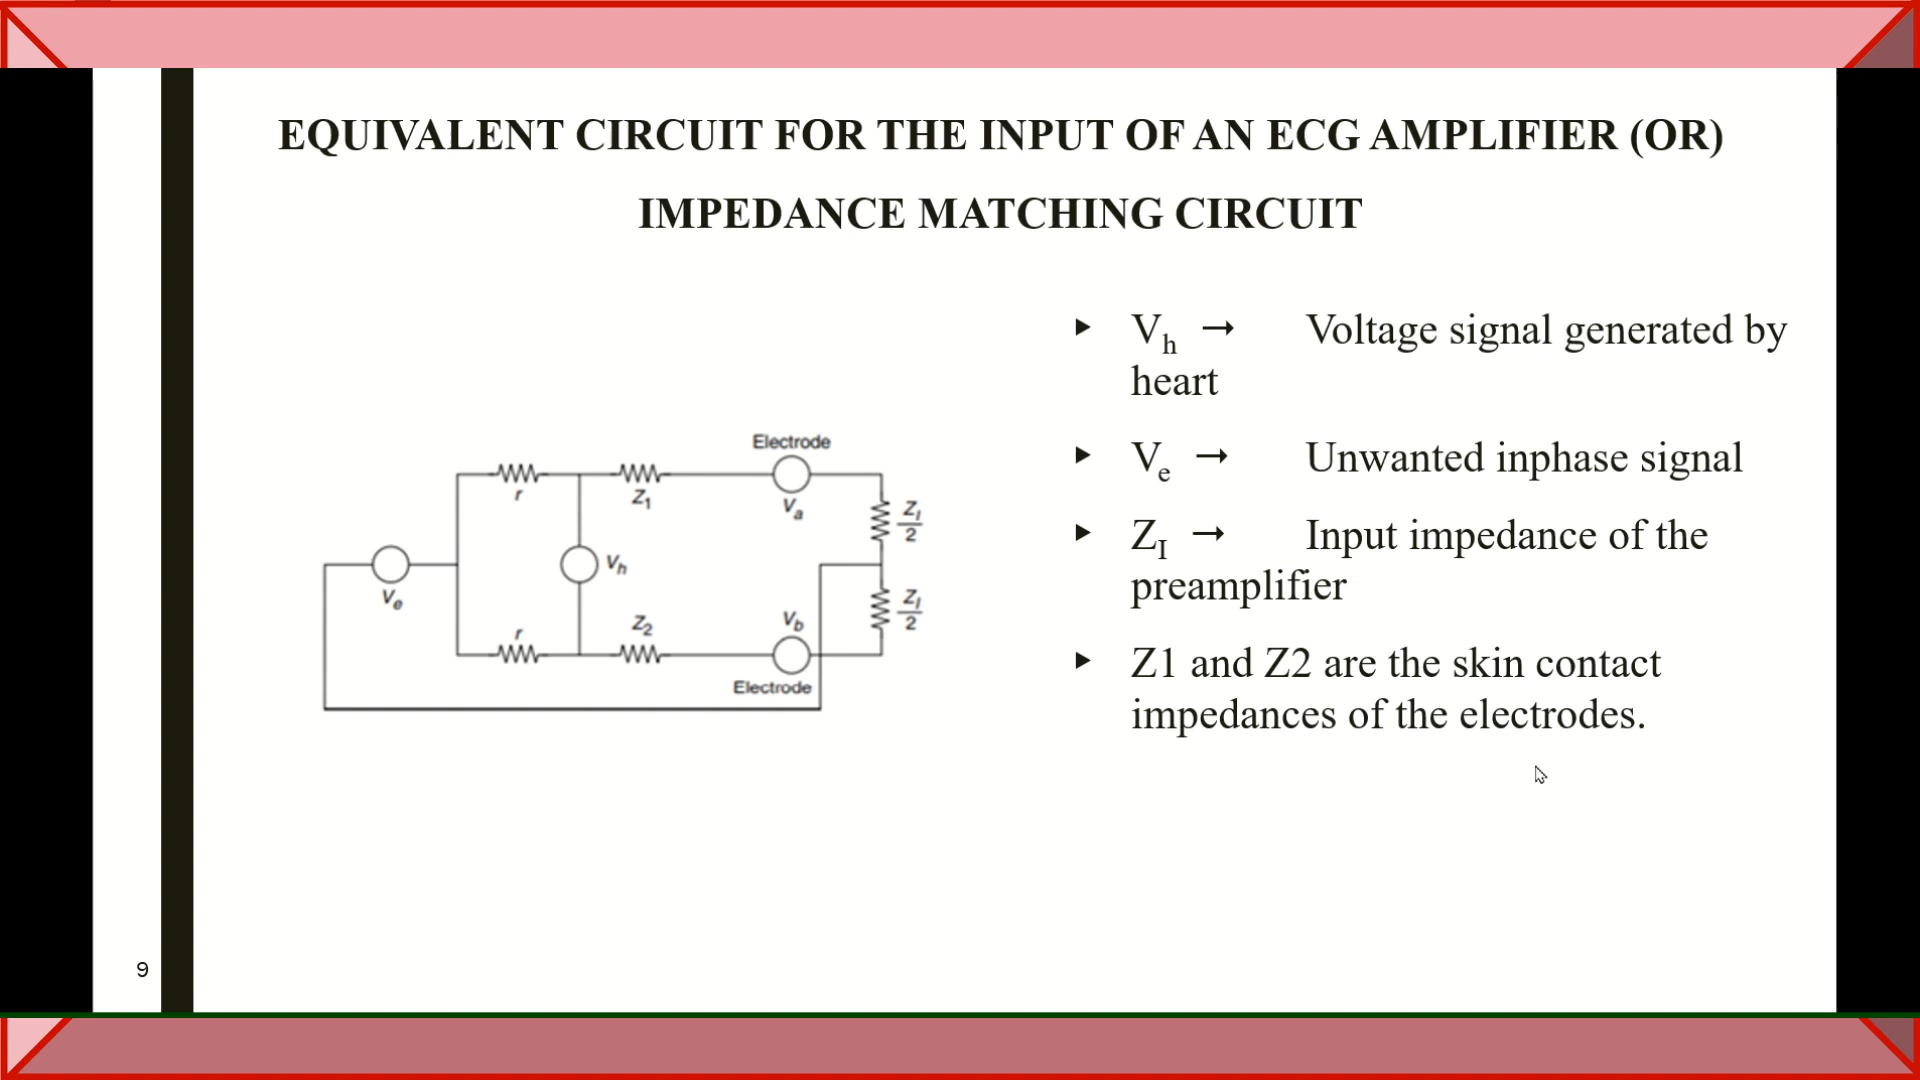 EQUIVALENT CIRCUIT FOR THE INPUT OF AN ECG AMPLIFIER (OR)
IMPEDANCE MATCHING CIRCUIT
Electrode
r
Z1
Va
ZI
2
Ve
Vh
r
Z2
Vb
ZI
2
Electrode
Vh → Voltage signal generated by
heart
Ve → Unwanted inphase signal
ZI → Input impedance of the
preamplifier
Z1 and Z2 are the skin contact
impedances of the electrodes.
9